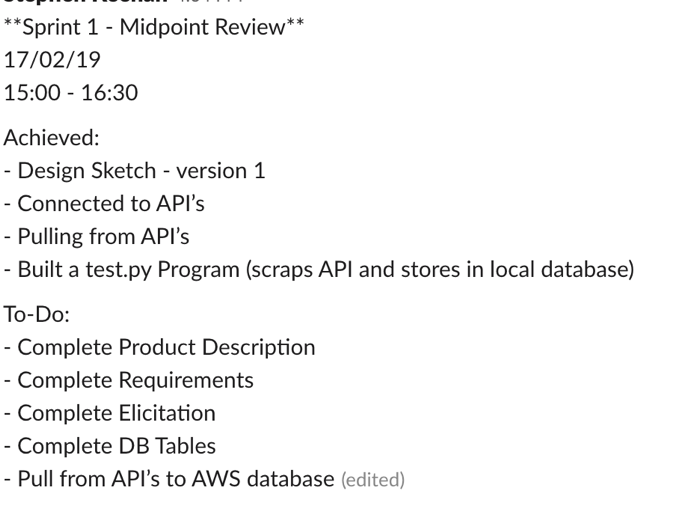 **Sprint 1 - Midpoint Review**
17/02/19
15:00 - 16:30
Achieved:
- Design Sketch - version 1
- Connected to API’s
- Pulling from API’s
- Built a test.py Program (scraps API and stores in local database)
To-Do:
- Complete Product Description
- Complete Requirements
- Complete Elicitation
- Complete DB Tables
- Pull from API’s to AWS database (edited)